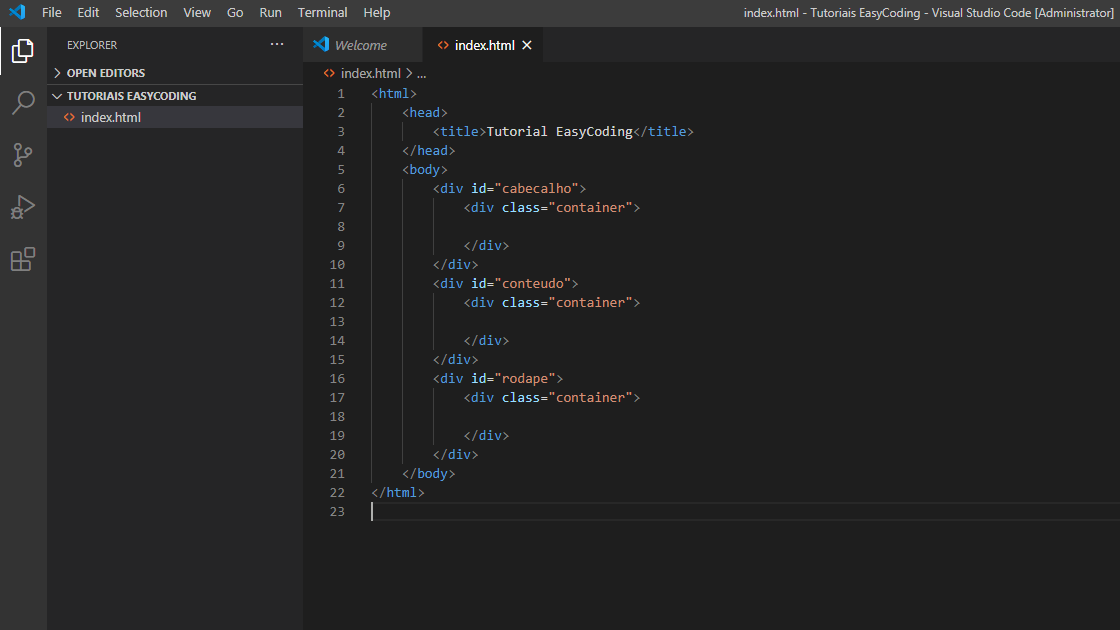 File Edit Selection View Go Run Terminal Help index.html - Tutoriais EasyCoding - Visual Studio Code [Administrator]
EXPLORER ...
OPEN EDITORS
TUTORIAIS EASYCODING
index.html
Welcome index.html
index.html > ...
1 <html>
2 <head>
3 <title>Tutorial EasyCoding</title>
4 </head>
5 <body>
6 <div id="cabecalho">
7 <div class="container">
8
9 </div>
10 </div>
11 <div id="conteudo">
12 <div class="container">
13
14 </div>
15 </div>
16 <div id="rodape">
17 <div class="container">
18
19 </div>
20 </div>
21 </body>
22 </html>
23